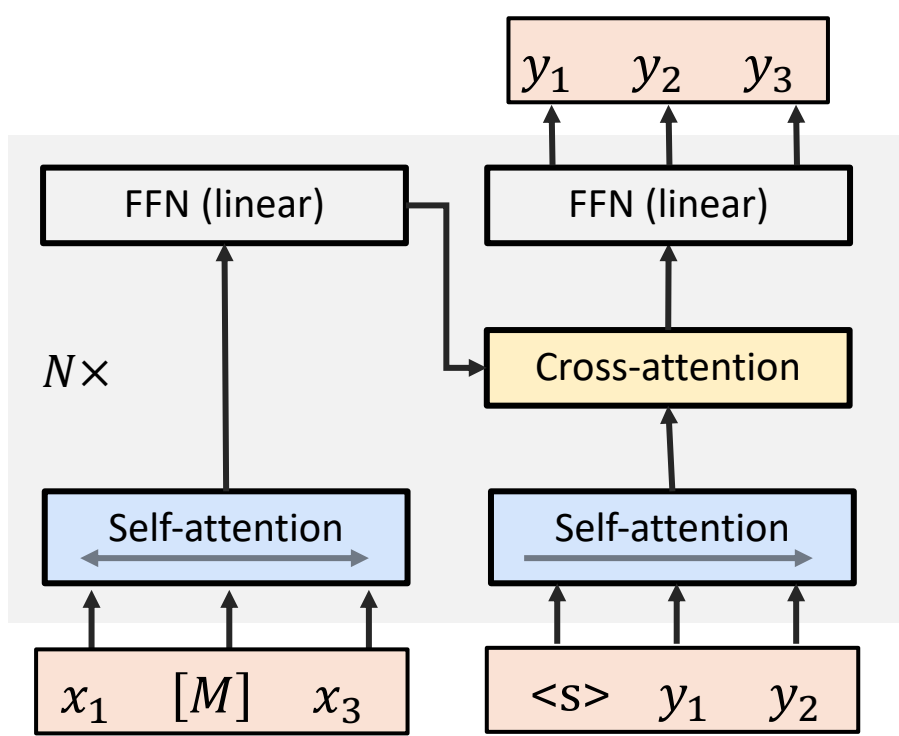 y₁ y₂ y₃
FFN (linear) FFN (linear)
N× Cross-attention
Self-attention Self-attention
x₁ [M] x₃ <s> y₁ y₂